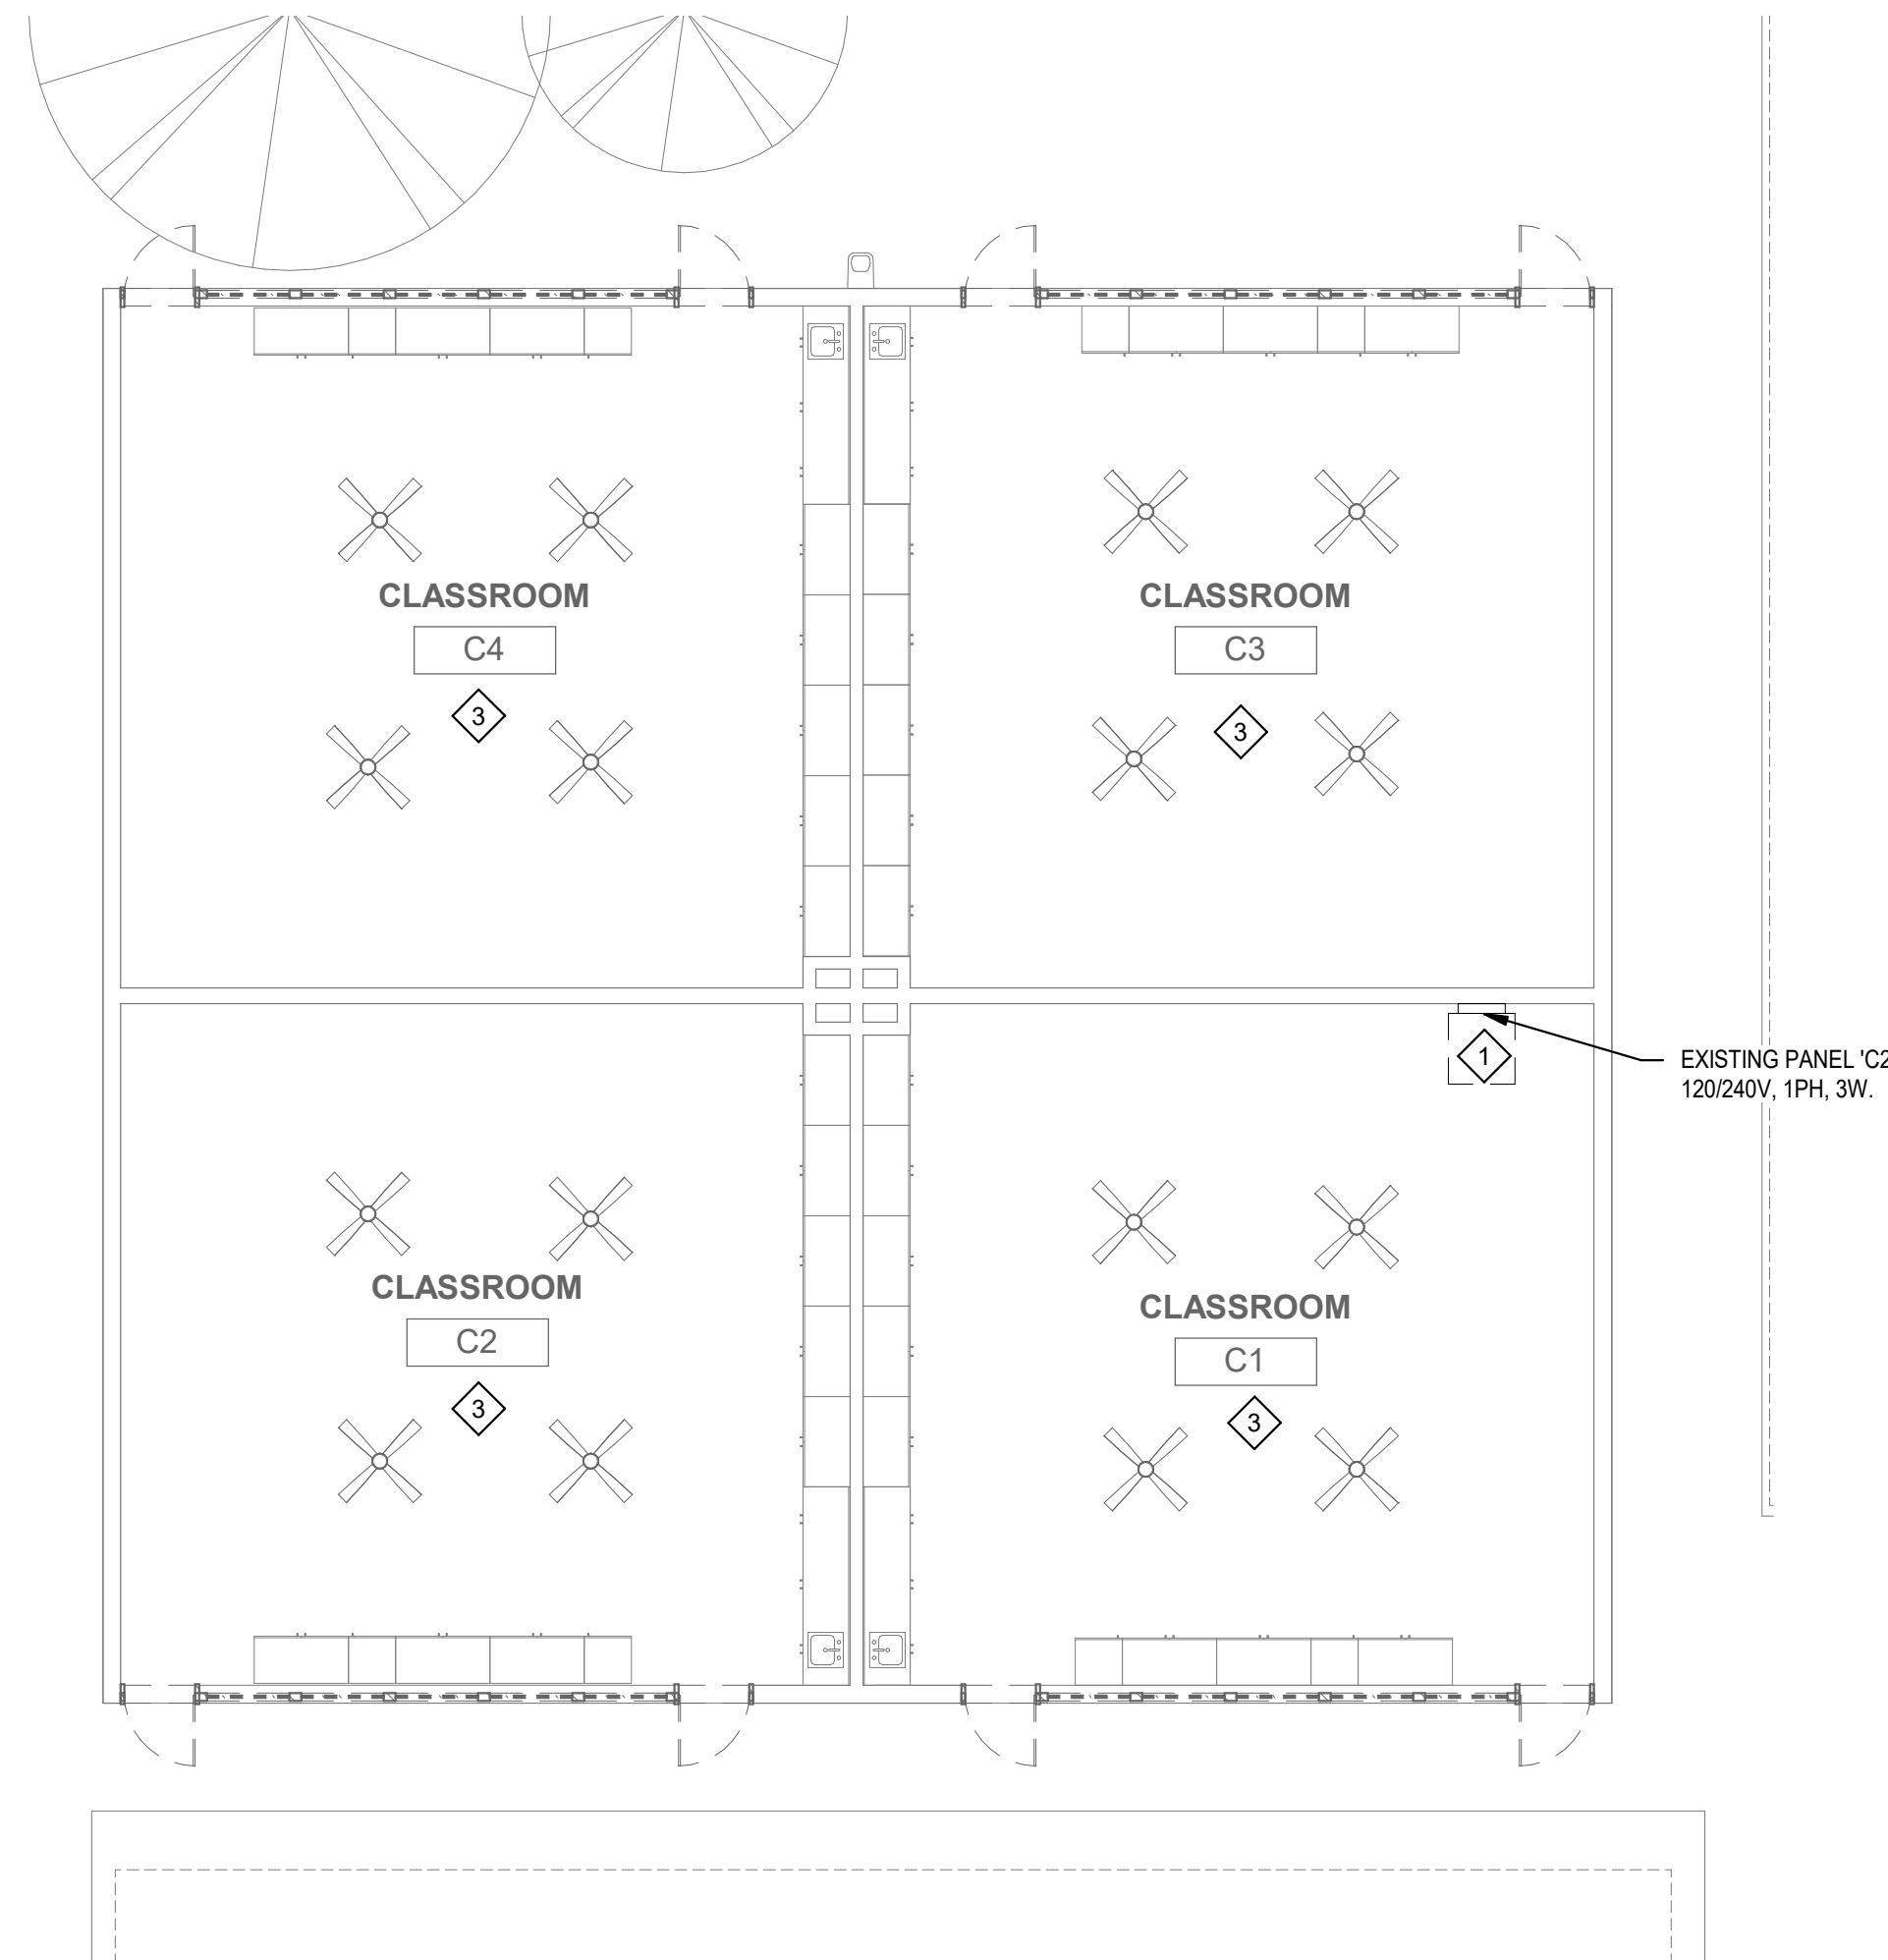 CLASSROOM
C4
3
CLASSROOM
C3
3
1
EXISTING PANEL 'C2
120/240V, 1PH, 3W.
CLASSROOM
C2
3
CLASSROOM
C1
3